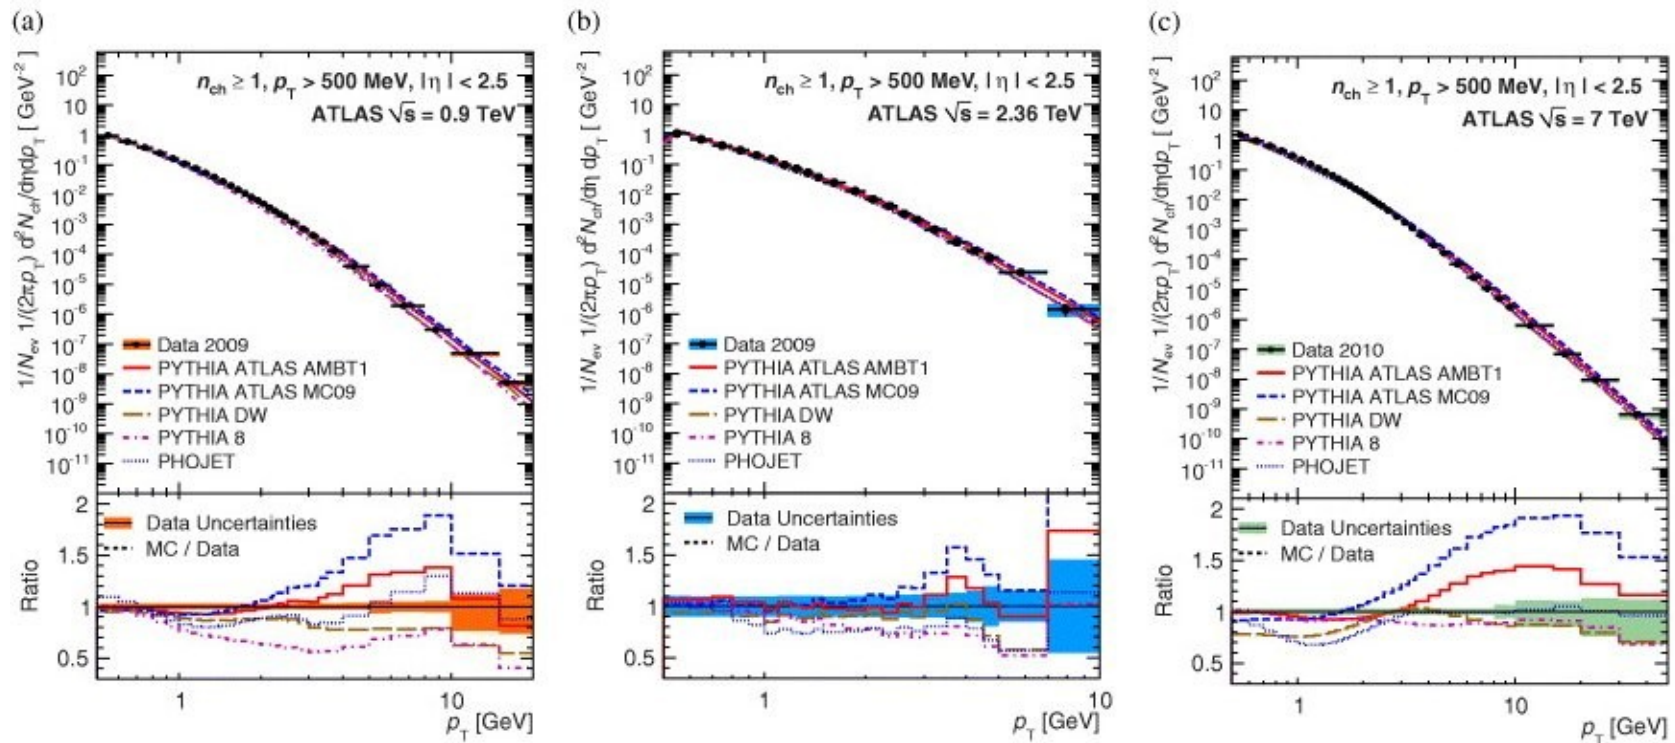 (a)
1/N_ev 1/(2πp_T) d²N_ch/dηdp_T [ GeV⁻² ]
n_ch ≥ 1, p_T > 500 MeV, |η| < 2.5
ATLAS √s = 0.9 TeV
10²
10
1
10⁻¹
10⁻²
10⁻³
10⁻⁴
10⁻⁵
10⁻⁶
10⁻⁷
10⁻⁸
10⁻⁹
10⁻¹⁰
10⁻¹¹
Data 2009
PYTHIA ATLAS AMBT1
PYTHIA ATLAS MC09
PYTHIA DW
PYTHIA 8
PHOJET
Ratio
2
1.5
1
0.5
Data Uncertainties
MC / Data
1 10
p_T [GeV]
(b)
1/N_ev 1/(2πp_T) d²N_ch/dη dp_T [ GeV⁻² ]
n_ch ≥ 1, p_T > 500 MeV, |η| < 2.5
ATLAS √s = 2.36 TeV
10²
10
1
10⁻¹
10⁻²
10⁻³
10⁻⁴
10⁻⁵
10⁻⁶
10⁻⁷
10⁻⁸
10⁻⁹
10⁻¹⁰
10⁻¹¹
Data 2009
PYTHIA ATLAS AMBT1
PYTHIA ATLAS MC09
PYTHIA DW
PYTHIA 8
PHOJET
Ratio
2
1.5
1
0.5
Data Uncertainties
MC / Data
1 10
p_T [GeV]
(c)
1/N_ev 1/(2πp_T) d²N_ch/dηdp_T [ GeV⁻² ]
n_ch ≥ 1, p_T > 500 MeV, |η| < 2.5
ATLAS √s = 7 TeV
10²
10
1
10⁻¹
10⁻²
10⁻³
10⁻⁴
10⁻⁵
10⁻⁶
10⁻⁷
10⁻⁸
10⁻⁹
10⁻¹⁰
10⁻¹¹
Data 2010
PYTHIA ATLAS AMBT1
PYTHIA ATLAS MC09
PYTHIA DW
PYTHIA 8
PHOJET
Ratio
2
1.5
1
0.5
Data Uncertainties
MC / Data
1 10
p_T [GeV]